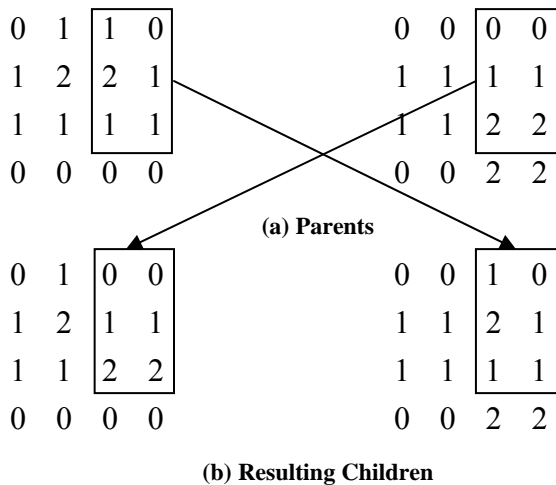 0 1 1 0 0 0 0 0
1 2 2 1 1 1 1 1
1 1 1 1 1 1 2 2
0 0 0 0 0 0 2 2
(a) Parents
0 1 0 0 0 0 1 0
1 2 1 1 1 1 2 1
1 1 2 2 1 1 1 1
0 0 0 0 0 0 2 2
(b) Resulting Children